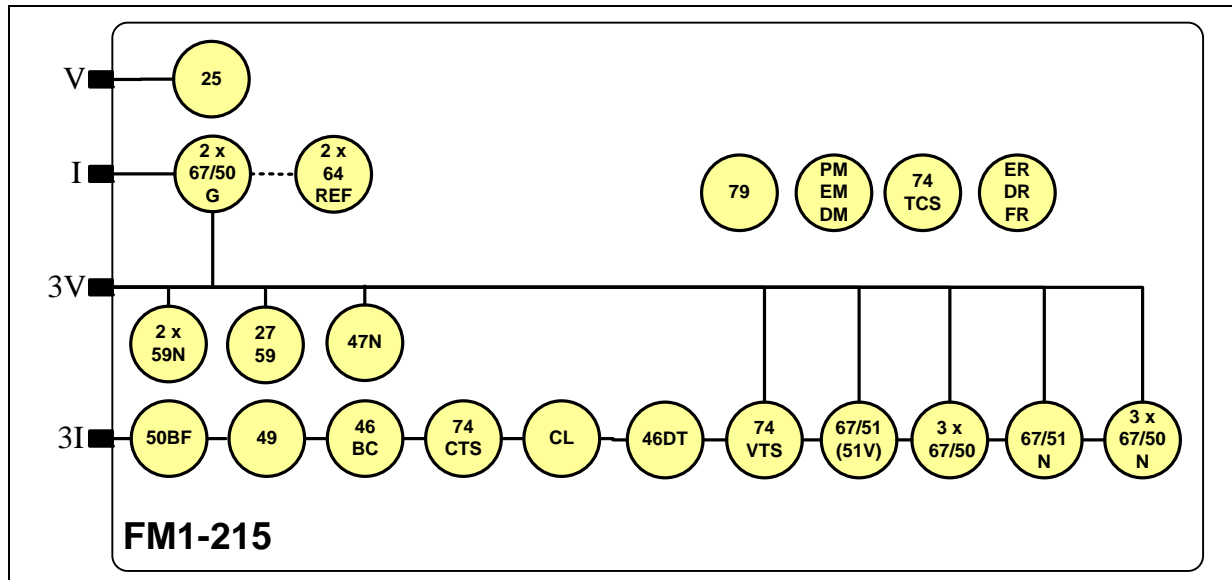 V
25
I
2 x
67/50
G
2 x
64
REF
79
PM
EM
DM
74
TCS
ER
DR
FR
3V
2 x
59N
27
59
47N
3I
50BF
49
46
BC
74
CTS
CL
46DT
74
VTS
67/51
(51V)
3 x
67/50
67/51
N
3 x
67/50
N
FM1-215